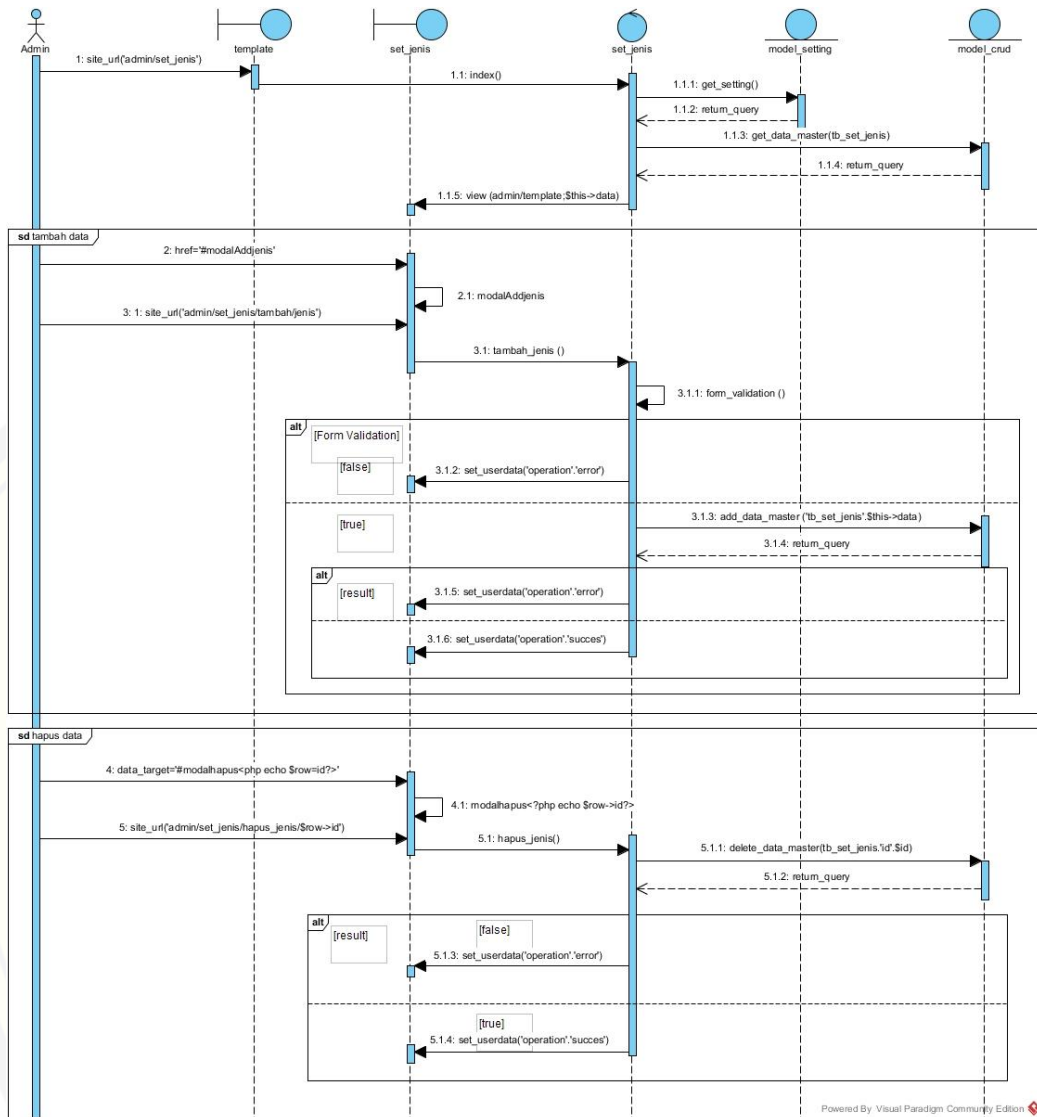 Admin
template
set_jenis
set_jenis
model_setting
model_crud
1: site_url('admin/set_jenis')
1.1: index()
1.1.1: get_setting()
1.1.2: return_query
1.1.3: get_data_master(tb_set_jenis)
1.1.4: return_query
1.1.5: view (admin/template;$this->data)
sd tambah data
2: href='#modalAddjenis'
2.1: modalAddjenis
3: 1: site_url('admin/set_jenis/tambah/jenis')
3.1: tambah_jenis ()
3.1.1: form_validation ()
alt
[Form Validation]
[false]
3.1.2: set_userdata('operation'.'error')
[true]
3.1.3: add_data_master ('tb_set_jenis'.$this->data)
3.1.4: return_query
alt
[result]
3.1.5: set_userdata('operation'.'error')
3.1.6: set_userdata('operation'.'succes')
sd hapus data
4: data_target='#modalhapus<php echo $row=id?>'
4.1: modalhapus<?php echo $row->id?>
5: site_url('admin/set_jenis/hapus_jenis/$row->id')
5.1: hapus_jenis()
5.1.1: delete_data_master(tb_set_jenis.'id'.$id)
5.1.2: return_query
alt
[result]
[false]
5.1.3: set_userdata('operation'.'error')
[true]
5.1.4: set_userdata('operation'.'succes')
Powered By Visual Paradigm Community Edition